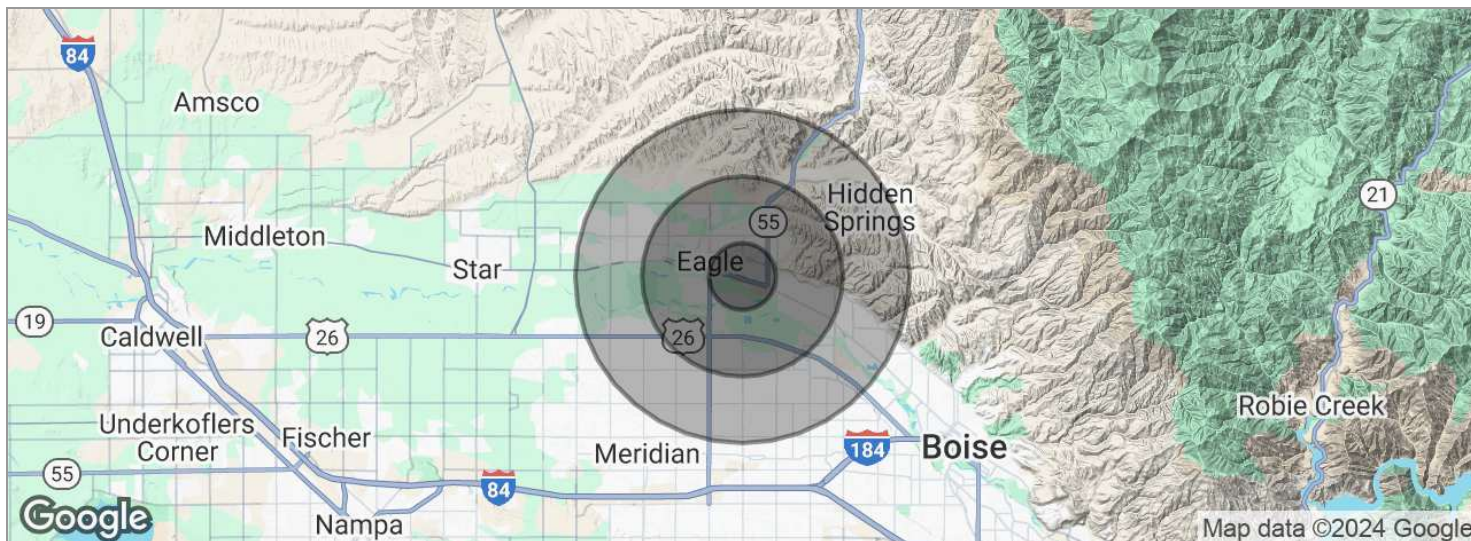 84
Amsco
21
Hidden
Springs
55
Middleton
Eagle
Star
19
Caldwell
26
26
Robie Creek
Underkoflers
Corner
Fischer
Meridian
184
Boise
55
84
Nampa
Google
Map data ©2024 Google